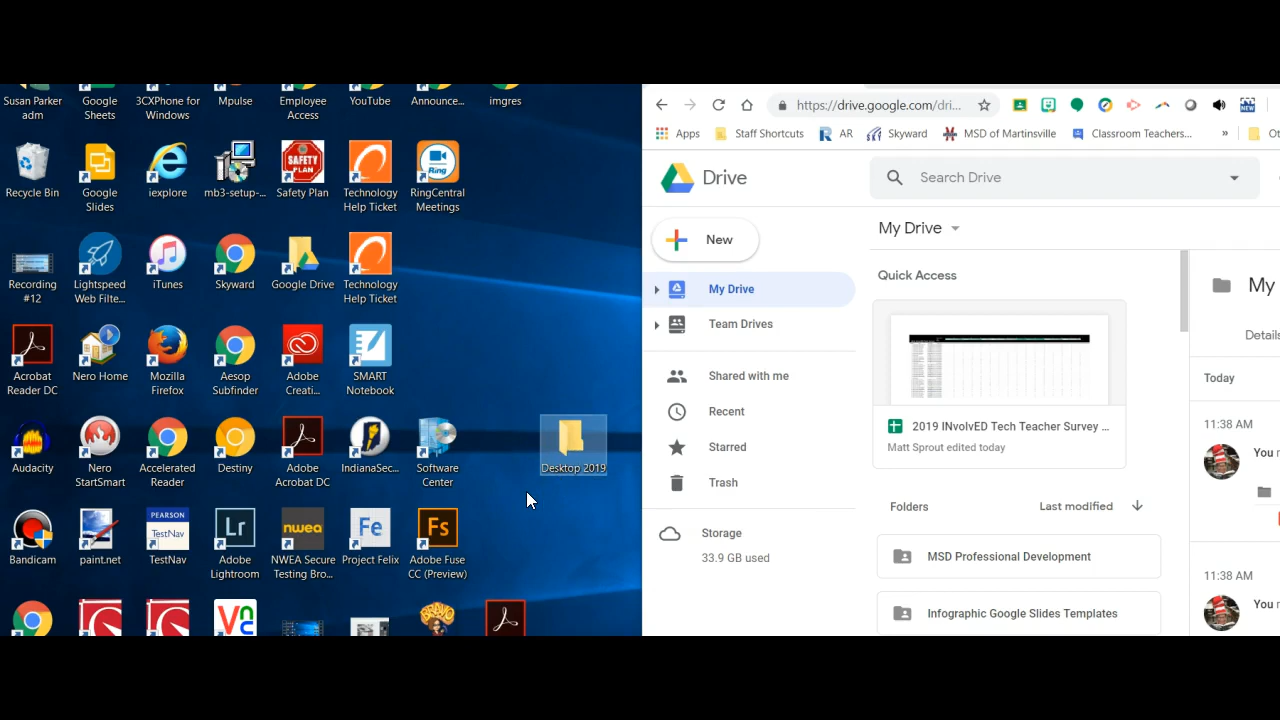 Susan Parker
adm
Google
Sheets
3CXPhone for
Windows
Mpulse
Employee
Access
YouTube
Announce...
imgres
Recycle Bin
Google
Slides
iexplore
mb3-setup-...
SAFETY
PLAN
Safety Plan
Technology
Help Ticket
Ring
RingCentral
Meetings
Recording
#12
Lightspeed
Web Filte...
iTunes
Skyward
Google Drive
Technology
Help Ticket
Acrobat
Reader DC
Nero Home
Mozilla
Firefox
Aesop
Subfinder
Adobe
Creati...
SMART
Notebook
Audacity
Nero
StartSmart
Accelerated
Reader
Destiny
Adobe
Acrobat DC
IndianaSec...
Software
Center
Desktop 2019
Bandicam
paint.net
PEARSON
TestNav
TestNav
Lr
Adobe
Lightroom
nwea
NWEA Secure
Testing Bro...
Fe
Project Felix
Fs
Adobe Fuse
CC (Preview)
BRAVO
https://drive.google.com/dri...
NEW
Apps
Staff Shortcuts
R AR
Skyward
MSD of Martinsville
Classroom Teachers...
»
Ot
Drive
Search Drive
New
My Drive
Team Drives
Shared with me
Recent
Starred
Trash
Storage
33.9 GB used
My Drive
Quick Access
2019 INvolvED Tech Teacher Survey ...
Matt Sprout edited today
Folders
Last modified
MSD Professional Development
Infographic Google Slides Templates
My
Details
Today
11:38 AM
You
11:38 AM
You